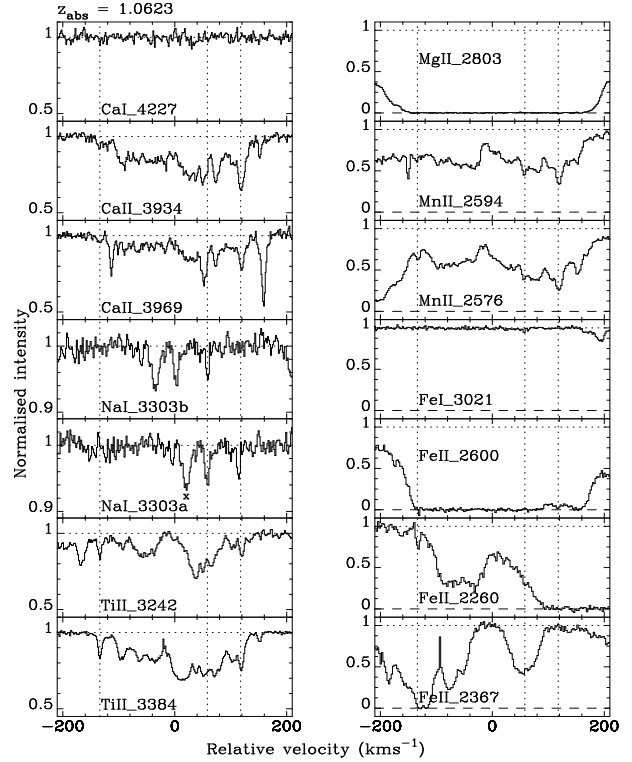 z_abs = 1.0623
1
0.5
CaI_4227
1
0.5
CaII_3934
1
0.5
CaII_3969
1
0.9
NaI_3303b
1
0.9
NaI_3303a
x
1
0.5
TiII_3242
1
0.5
TiII_3384
-200
0
200
1
0.5
0
MgII_2803
1
0.5
0
MnII_2594
1
0.5
0
MnII_2576
1
0.5
0
FeI_3021
1
0.5
0
FeII_2600
1
0.5
0
FeII_2260
1
0.5
0
FeII_2367
-200
0
200
Normalised intensity
Relative velocity (kms⁻¹)